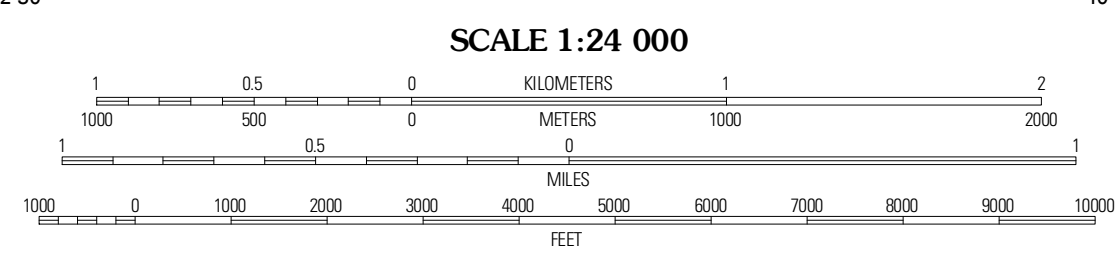 SCALE 1:24 000
1 0.5 0 KILOMETERS 1 2
1000 500 0 METERS 1000 2000
1 0.5 0 1
MILES
1000 0 1000 2000 3000 4000 5000 6000 7000 8000 9000 10000
FEET